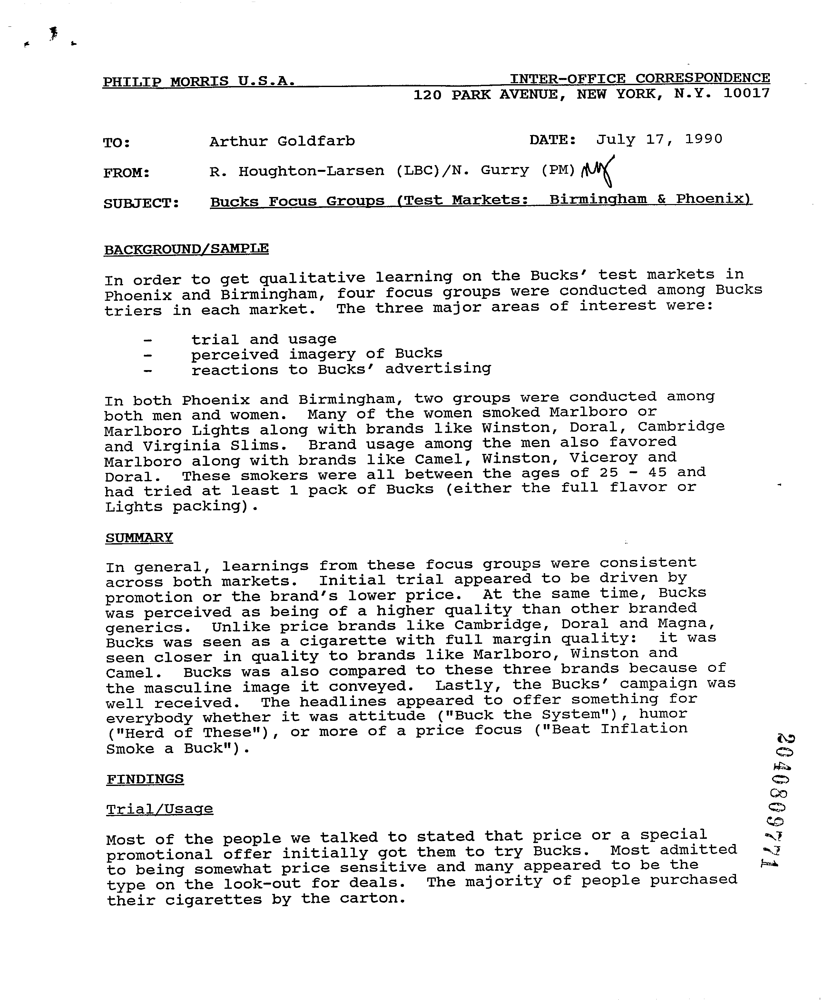 PHILIP MORRIS U.S.A. INTER-OFFICE CORRESPONDENCE
120 PARK AVENUE, NEW YORK, N.Y. 10017
TO: Arthur Goldfarb DATE: July 17, 1990
FROM: R. Houghton-Larsen (LBC)/N. Gurry (PM)
SUBJECT: Bucks Focus Groups (Test Markets: Birmingham & Phoenix)
BACKGROUND/SAMPLE
In order to get qualitative learning on the Bucks' test markets in
Phoenix and Birmingham, four focus groups were conducted among Bucks
triers in each market. The three major areas of interest were:
- trial and usage
- perceived imagery of Bucks
- reactions to Bucks' advertising
In both Phoenix and Birmingham, two groups were conducted among
both men and women. Many of the women smoked Marlboro or
Marlboro Lights along with brands like Winston, Doral, Cambridge
and Virginia Slims. Brand usage among the men also favored
Marlboro along with brands like Camel, Winston, Viceroy and
Doral. These smokers were all between the ages of 25 - 45 and
had tried at least 1 pack of Bucks (either the full flavor or
Lights packing).
SUMMARY
In general, learnings from these focus groups were consistent
across both markets. Initial trial appeared to be driven by
promotion or the brand's lower price. At the same time, Bucks
was perceived as being of a higher quality than other branded
generics. Unlike price brands like Cambridge, Doral and Magna,
Bucks was seen as a cigarette with full margin quality: it was
seen closer in quality to brands like Marlboro, Winston and
Camel. Bucks was also compared to these three brands because of
the masculine image it conveyed. Lastly, the Bucks' campaign was
well received. The headlines appeared to offer something for
everybody whether it was attitude ("Buck the System"), humor
("Herd of These"), or more of a price focus ("Beat Inflation
Smoke a Buck").
FINDINGS
Trial/Usage
Most of the people we talked to stated that price or a special
promotional offer initially got them to try Bucks. Most admitted
to being somewhat price sensitive and many appeared to be the
type on the look-out for deals. The majority of people purchased
their cigarettes by the carton.
2040809771